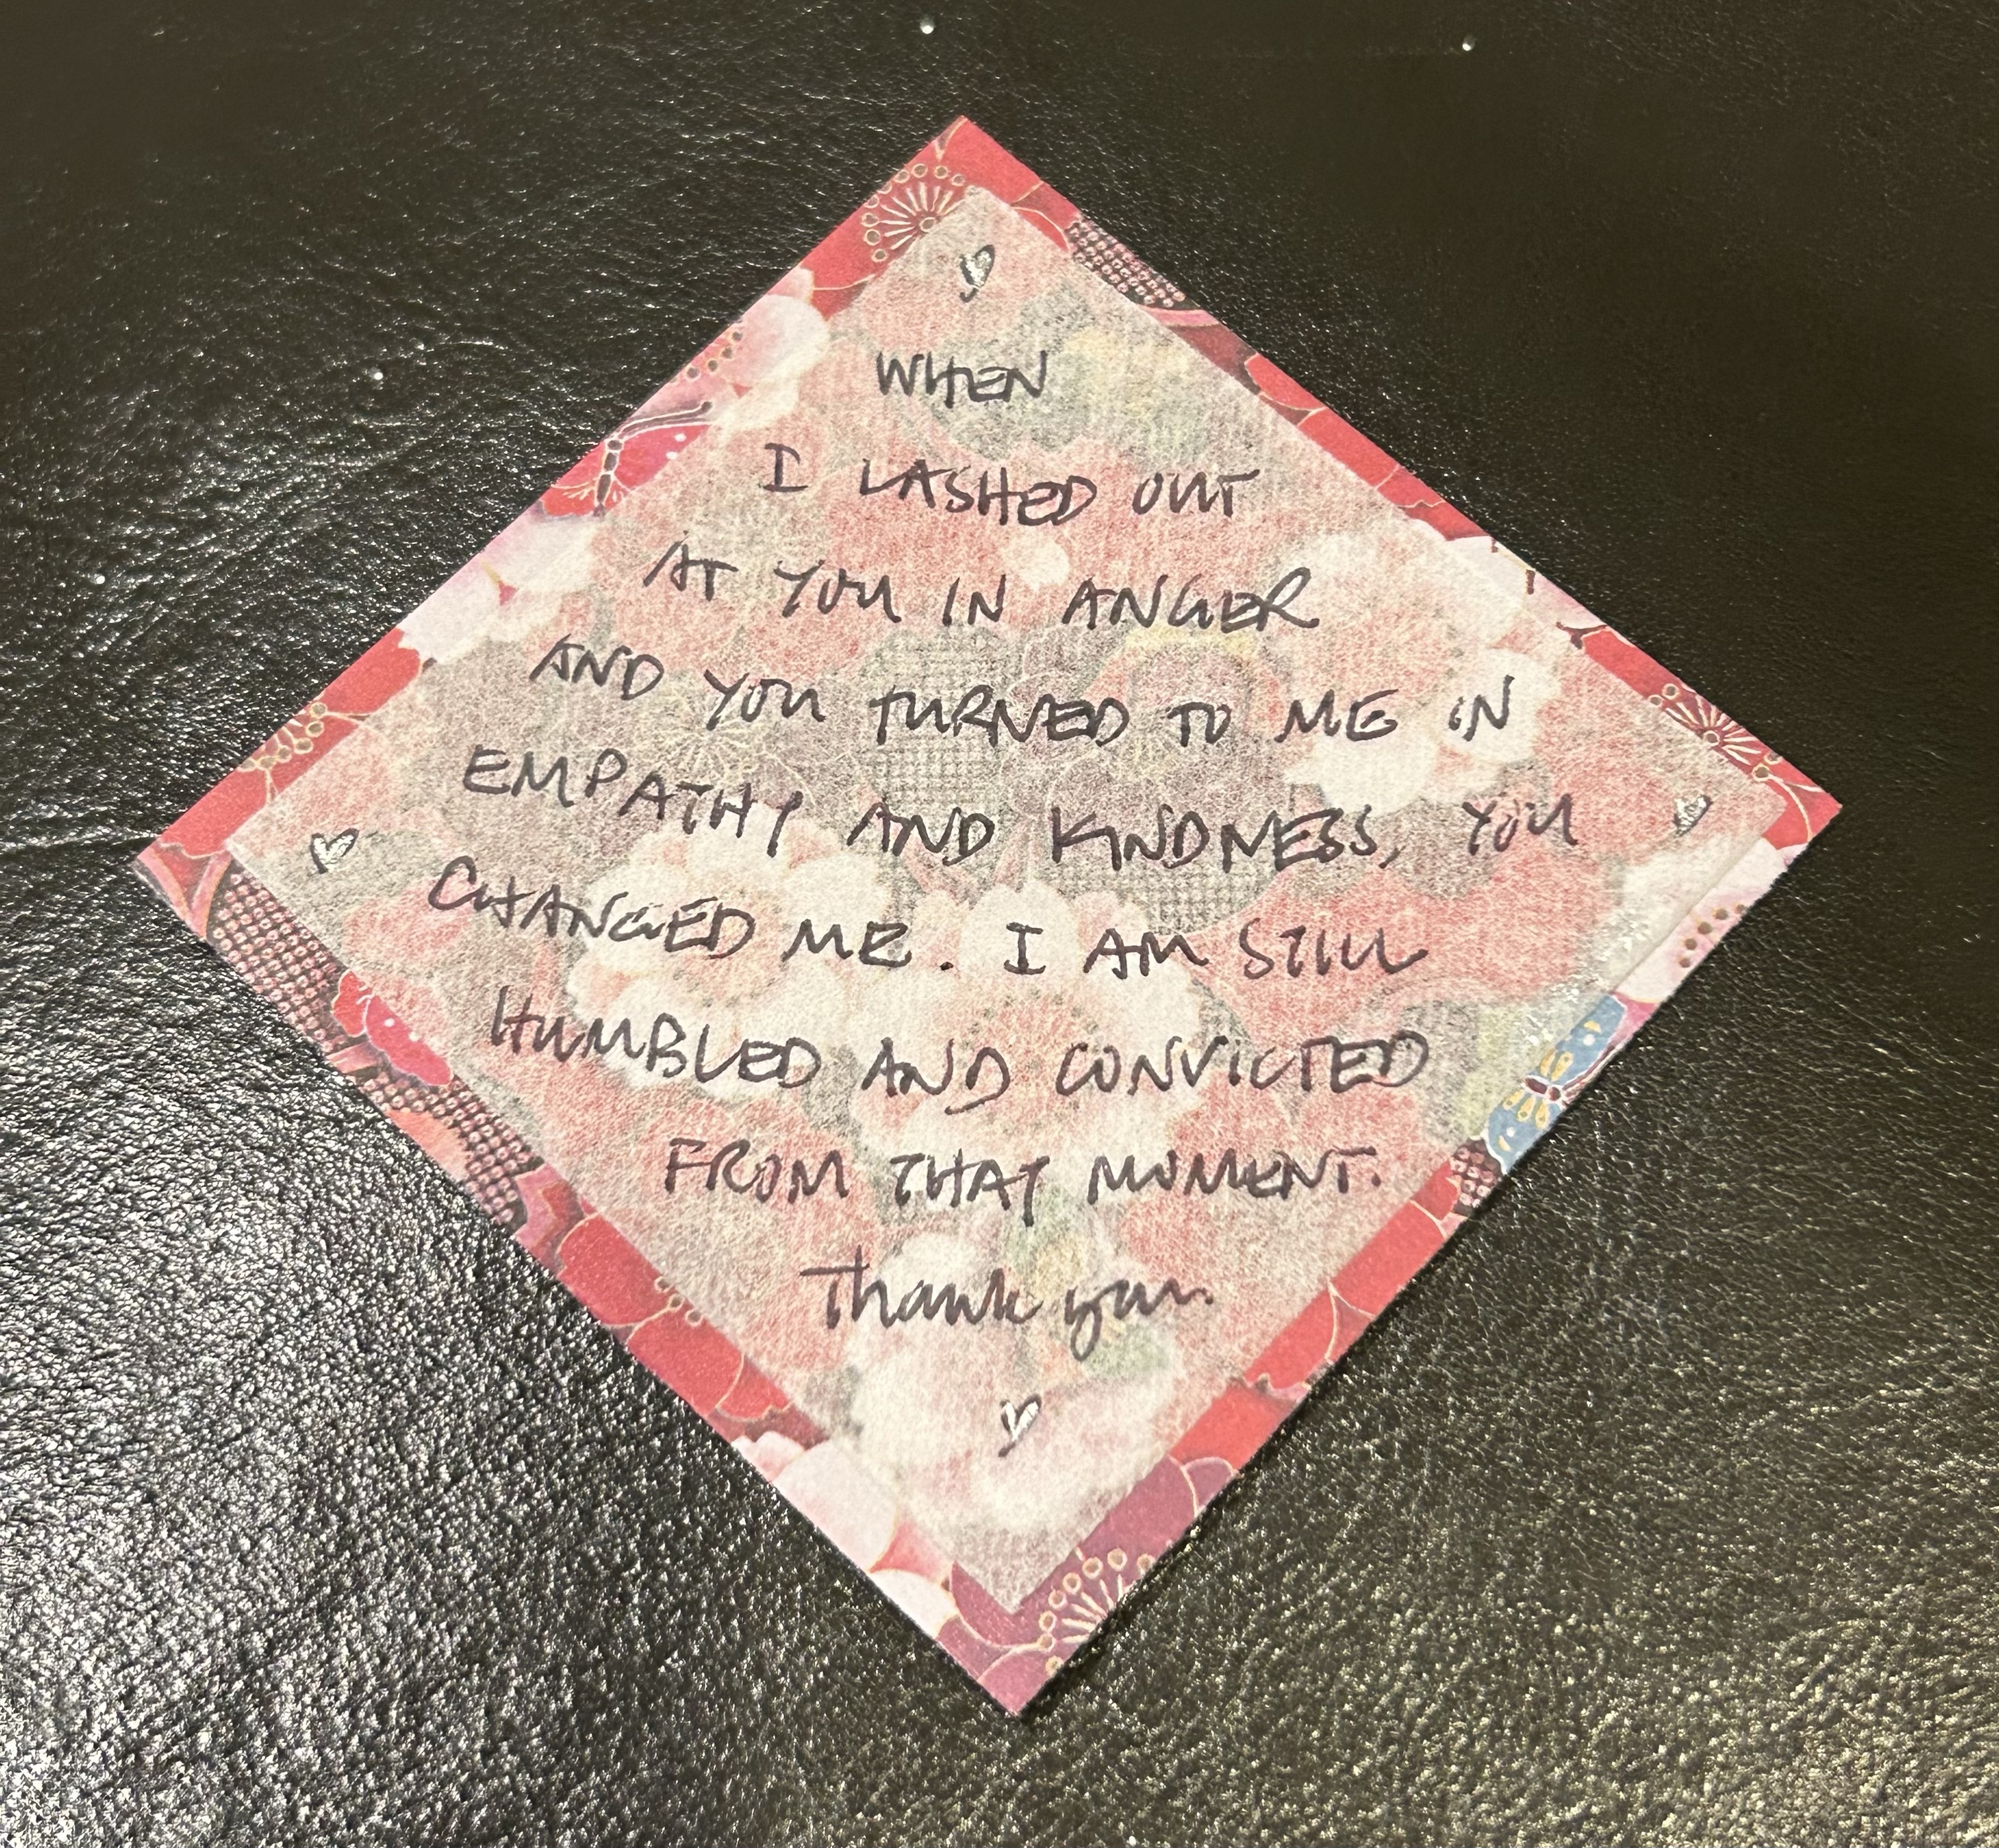 WHEN
I LASHED OUT
AT YOU IN ANGER
AND YOU TURNED TO ME IN
EMPATHY AND KINDNESS, YOU
CHANGED ME. I AM STILL
HUMBLED AND CONVICTED
FROM THAT MOMENT.
Thank you.